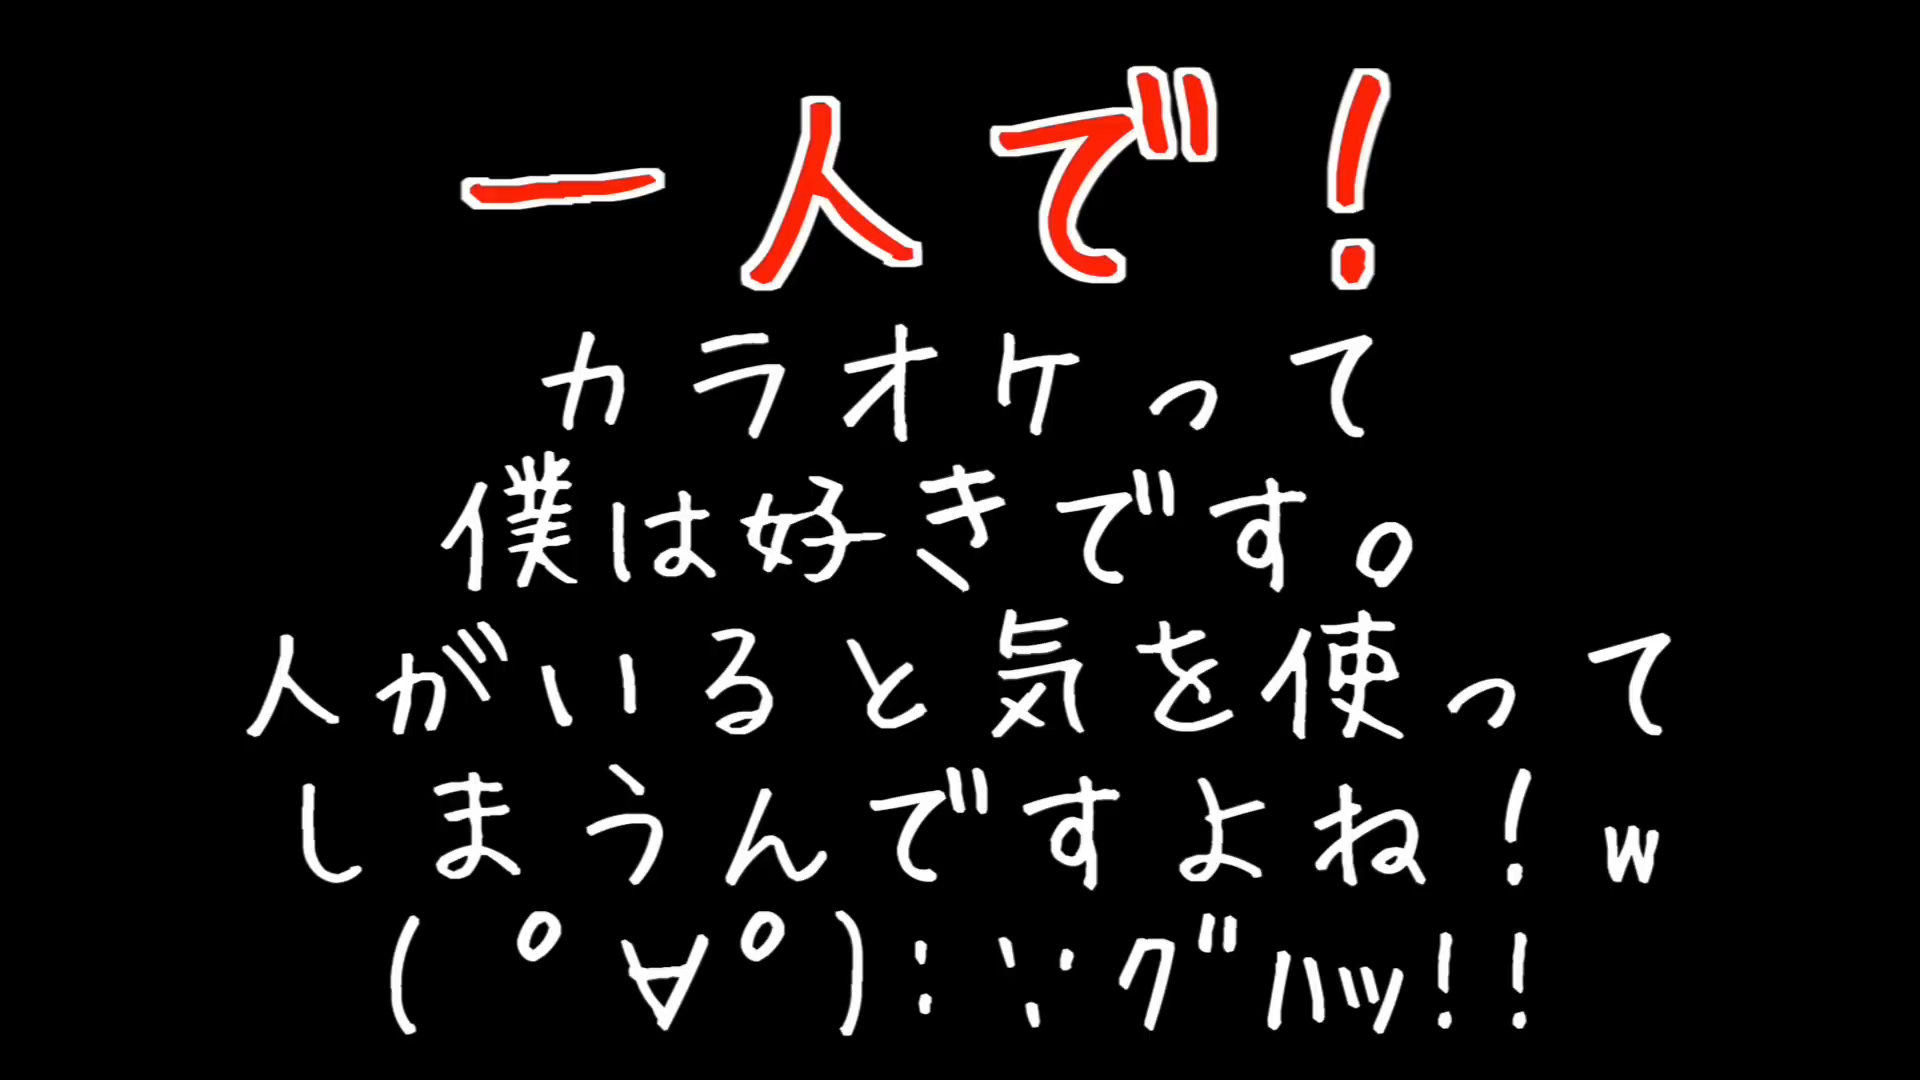 一人で！
カラオケって
僕は好きです。
人がいると気を使って
しまうんですよね！w
(゜∀゜):∵グハッ!!